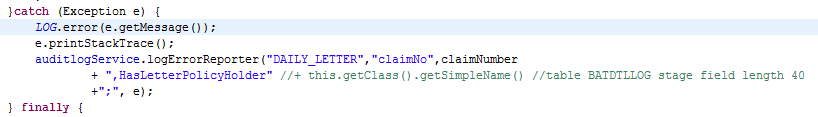 }catch (Exception e) {
LOG.error(e.getMessage());
e.printStackTrace();
auditlogService.logErrorReporter("DAILY_LETTER","claimNo",claimNumber
+ ",HasLetterPolicyHolder" //+ this.getClass().getSimpleName() //table BATDTLLOG stage field length 40
+";", e);
} finally {